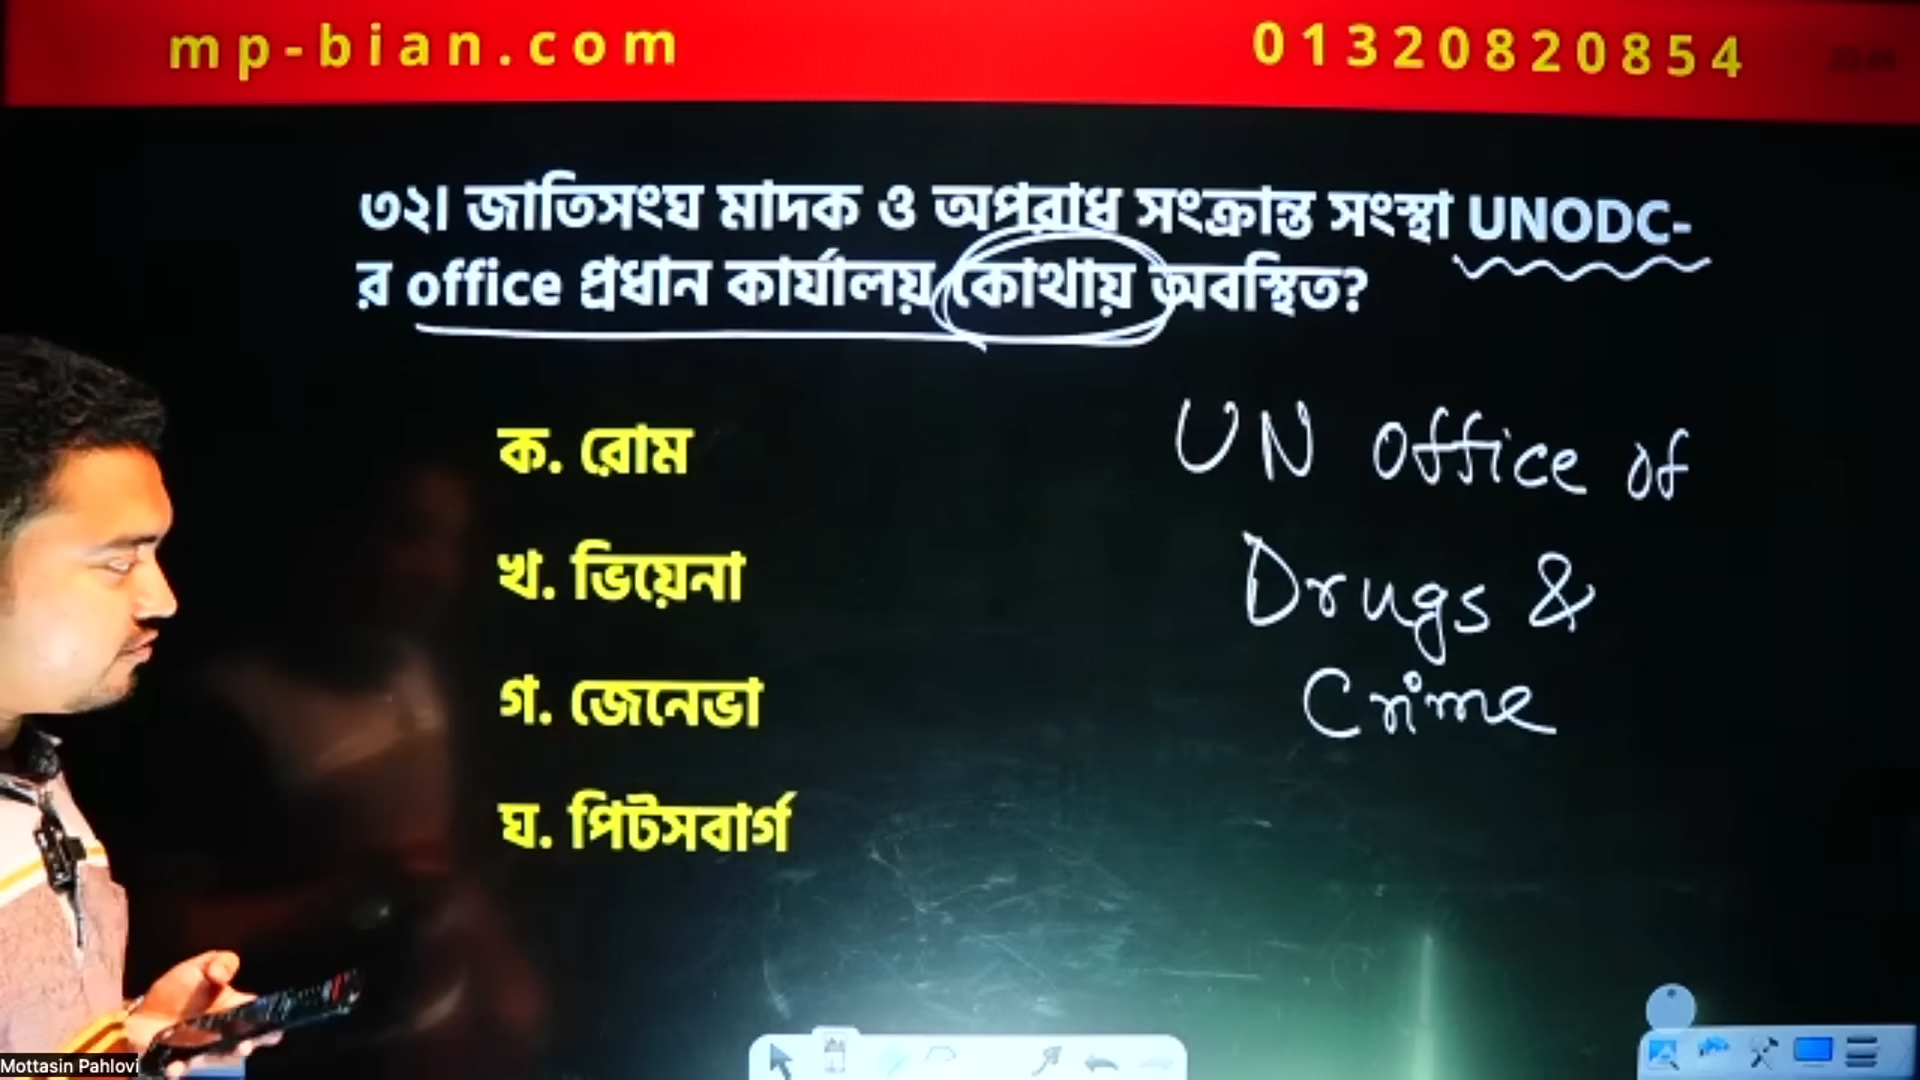 mp-bian.com
01320820854
৩২। জাতিসংঘ মাদক ও অপরাধ সংক্রান্ত সংস্থা UNODC-
র office প্রধান কার্যালয় কোথায় অবস্থিত?
ক. রোম
খ. ভিয়েনা
গ. জেনেভা
ঘ. পিটসবার্গ
UN office of
Drugs &
Crime
Mottasin Pahlovi